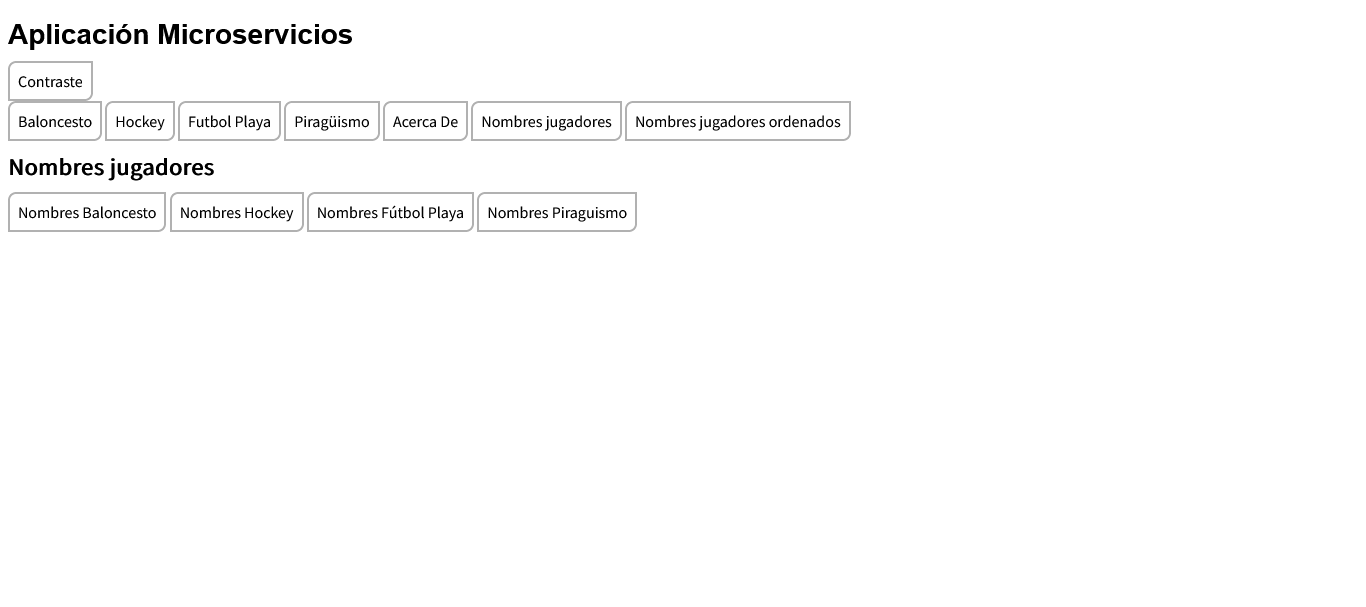 Aplicación Microservicios
Contraste
Baloncesto Hockey Futbol Playa Piragüismo Acerca De Nombres jugadores Nombres jugadores ordenados
Nombres jugadores
Nombres Baloncesto Nombres Hockey Nombres Fútbol Playa Nombres Piraguismo